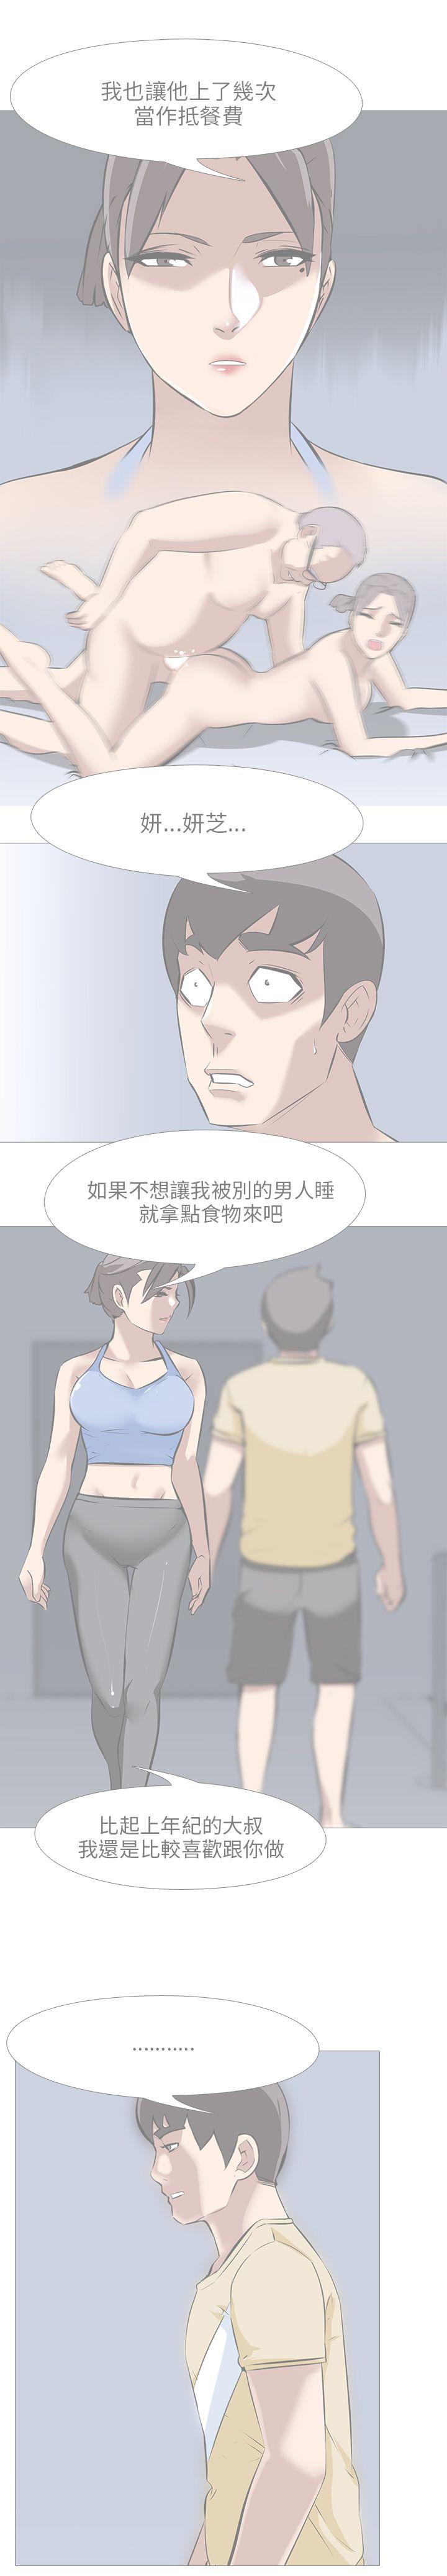 我也讓他上了幾次
當作抵餐費
妍...妍芝...
如果不想讓我被別的男人睡
就拿點食物來吧
比起上年紀的大叔
我還是比較喜歡跟你做
...........